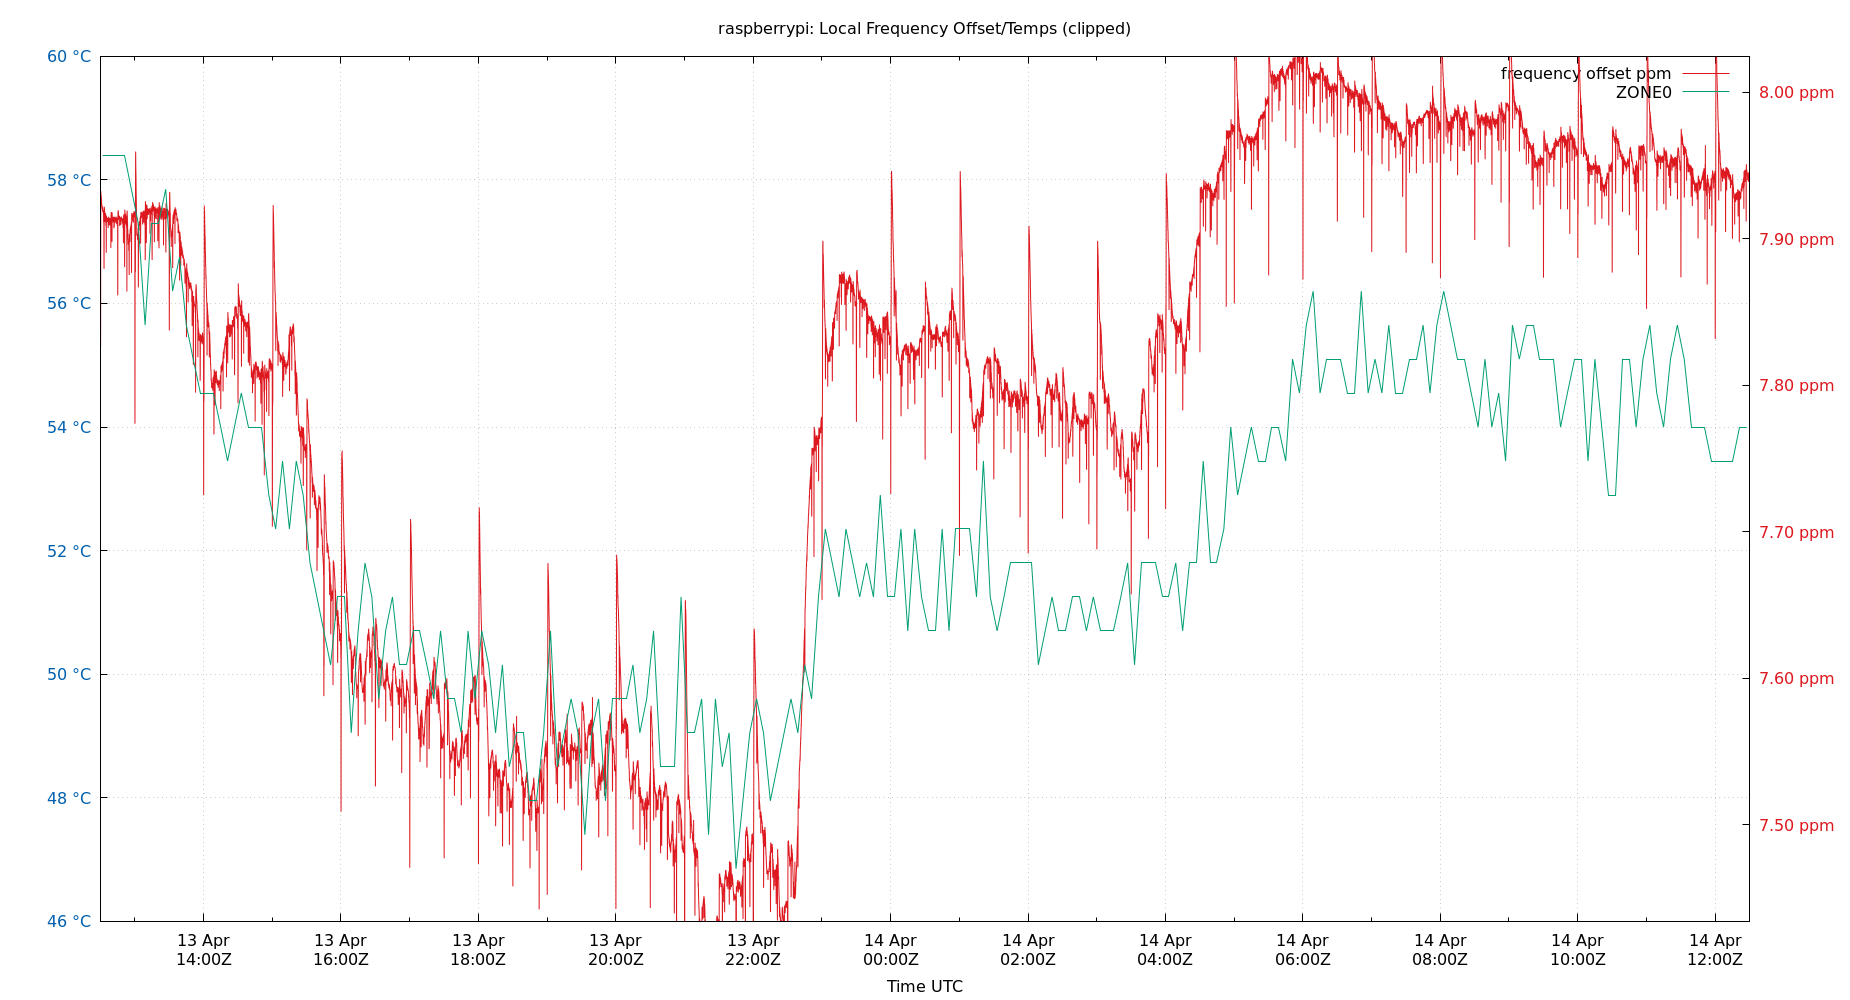 raspberrypi: Local Frequency Offset/Temps (clipped)
60 °C
58 °C
56 °C
54 °C
52 °C
50 °C
48 °C
46 °C
frequency offset ppm
ZONE0
8.00 ppm
7.90 ppm
7.80 ppm
7.70 ppm
7.60 ppm
7.50 ppm
13 Apr
14:00Z
13 Apr
16:00Z
13 Apr
18:00Z
13 Apr
20:00Z
13 Apr
22:00Z
14 Apr
00:00Z
14 Apr
02:00Z
14 Apr
04:00Z
14 Apr
06:00Z
14 Apr
08:00Z
14 Apr
10:00Z
14 Apr
12:00Z
Time UTC